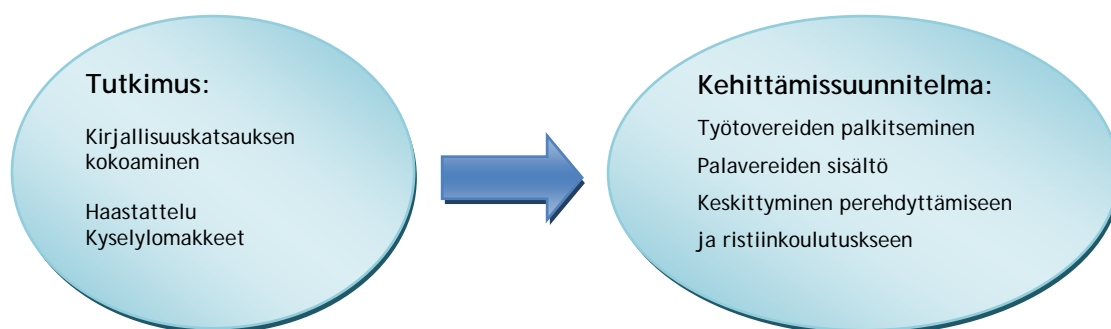 Tutkimus:
Kirjallisuuskatsauksen
kokoaminen
Haastattelu
Kyselylomakkeet
Kehittämissuunnitelma:
Työtovereiden palkitseminen
Palavereiden sisältö
Keskittyminen perehdyttämiseen
ja ristiinkoulutukseen